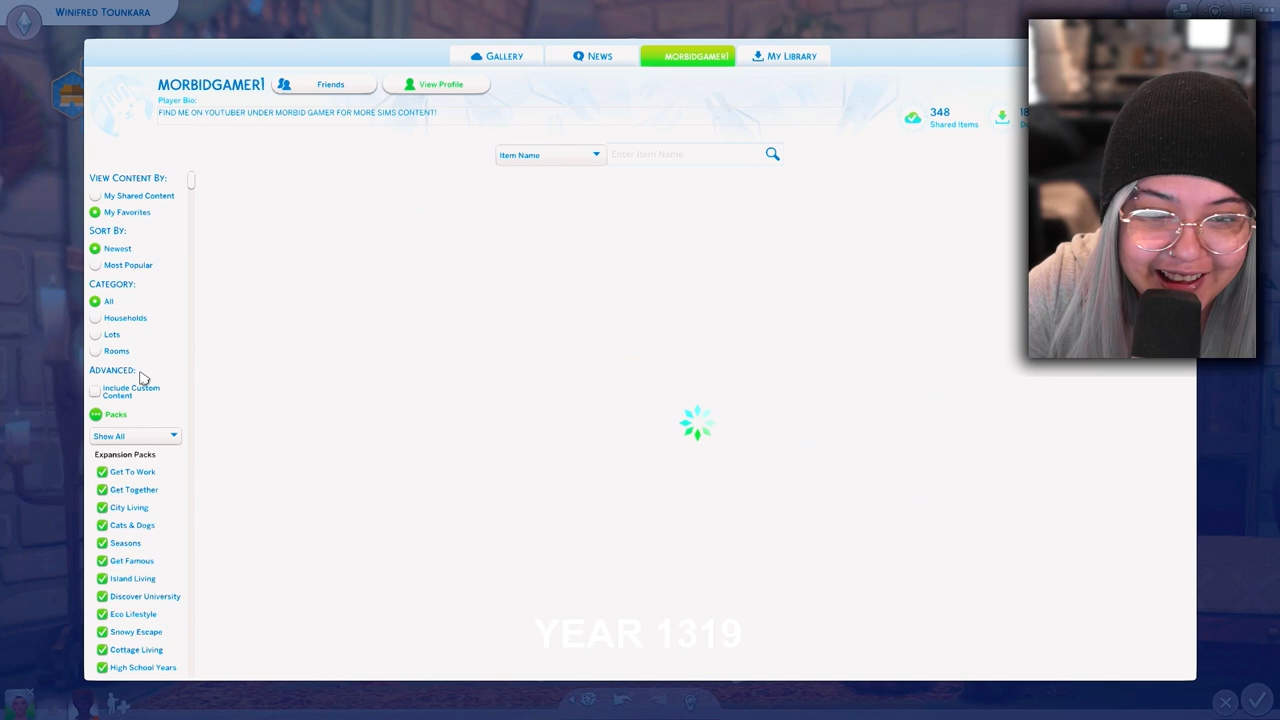 WINIFRED TOUNKARA
GALLERY
NEWS
MORBIDGAMER1
MY LIBRARY
MORBIDGAMER1
Friends
View Profile
Player Bio:
FIND ME ON YOUTUBER UNDER MORBID GAMER FOR MORE SIMS CONTENT!
348
Shared Items
18
Item Name
Enter Item Name
VIEW CONTENT BY:
My Shared Content
My Favorites
SORT BY:
Newest
Most Popular
CATEGORY:
All
Households
Lots
Rooms
ADVANCED:
Include Custom
Content
Packs
Show All
Expansion Packs
Get To Work
Get Together
City Living
Cats & Dogs
Seasons
Get Famous
Island Living
Discover University
Eco Lifestyle
Snowy Escape
Cottage Living
High School Years
YEAR 1319